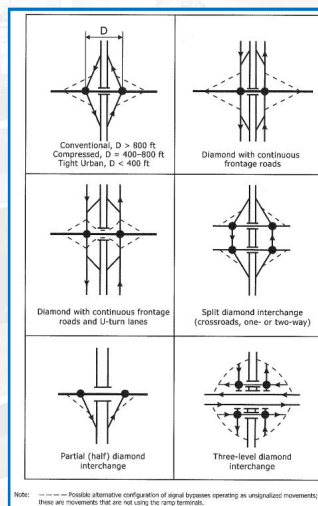 D
Conventional, D > 800 ft
Compressed, D = 400–800 ft
Tight Urban, D < 400 ft
Diamond with continuous
frontage roads
Diamond with continuous frontage
roads and U-turn lanes
Split diamond interchange
(crossroads, one- or two-way)
Partial (half) diamond
interchange
Three-level diamond
interchange
Note: ----- Possible alternative configuration of signal bypasses operating as unsignalized movements;
these are movements that are not using the ramp terminals.